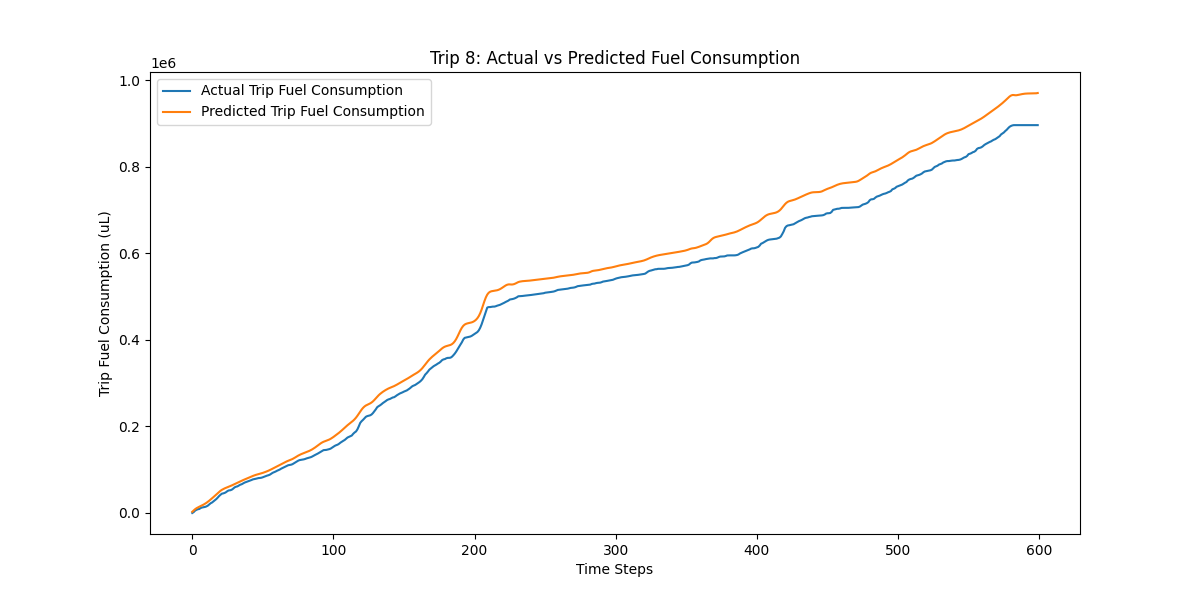 Trip 8: Actual vs Predicted Fuel Consumption
1e6
Actual Trip Fuel Consumption
Predicted Trip Fuel Consumption
1.0
0.8
0.6
0.4
0.2
0.0
Trip Fuel Consumption (uL)
0 100 200 300 400 500 600
Time Steps